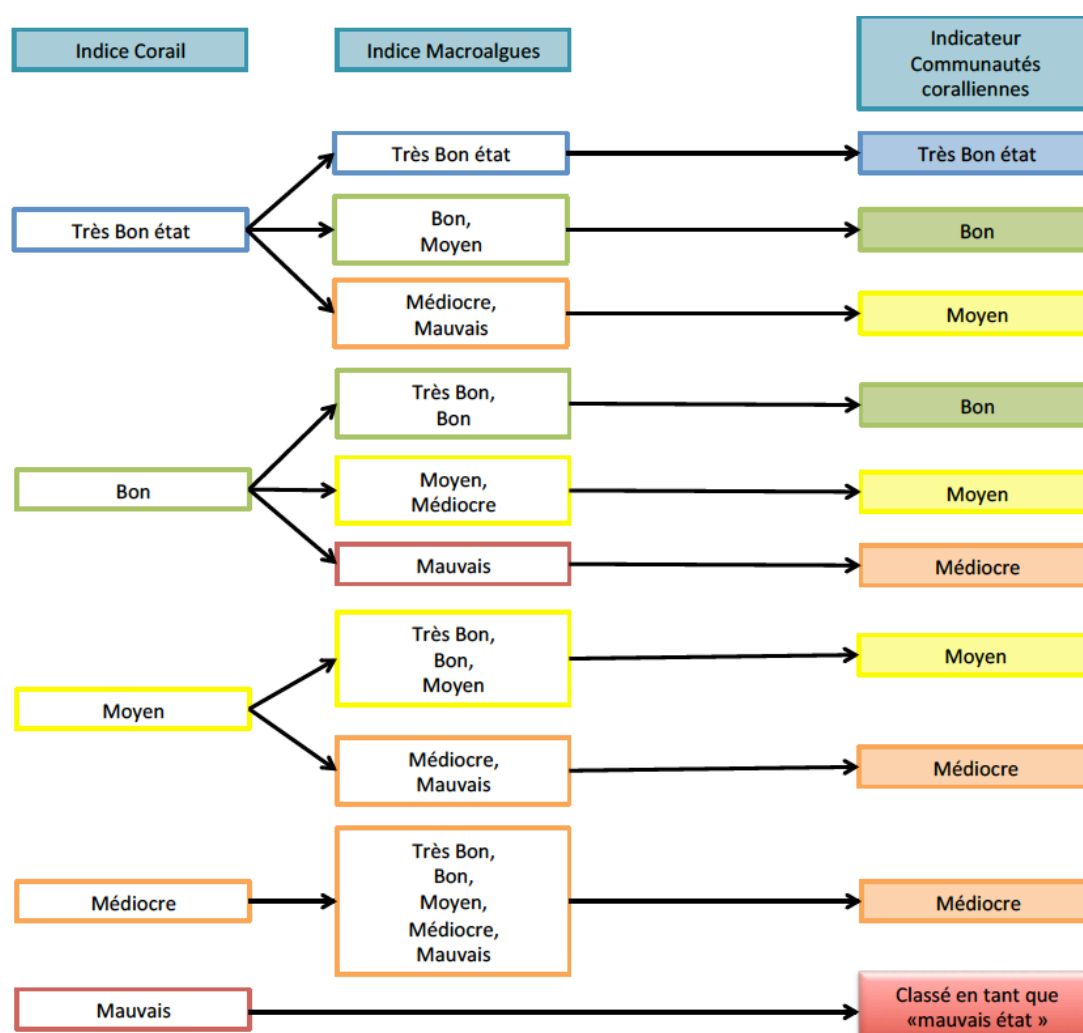 Indice Corail
Indice Macroalgues
Indicateur
Communautés
coralliennes
Très Bon état
Très Bon état
Très Bon état
Bon,
Moyen
Bon
Médiocre,
Mauvais
Moyen
Bon
Très Bon,
Bon
Bon
Moyen,
Médiocre
Moyen
Mauvais
Médiocre
Moyen
Très Bon,
Bon,
Moyen
Moyen
Médiocre,
Mauvais
Médiocre
Médiocre
Très Bon,
Bon,
Moyen,
Médiocre,
Mauvais
Médiocre
Mauvais
Classé en tant que
«mauvais état »